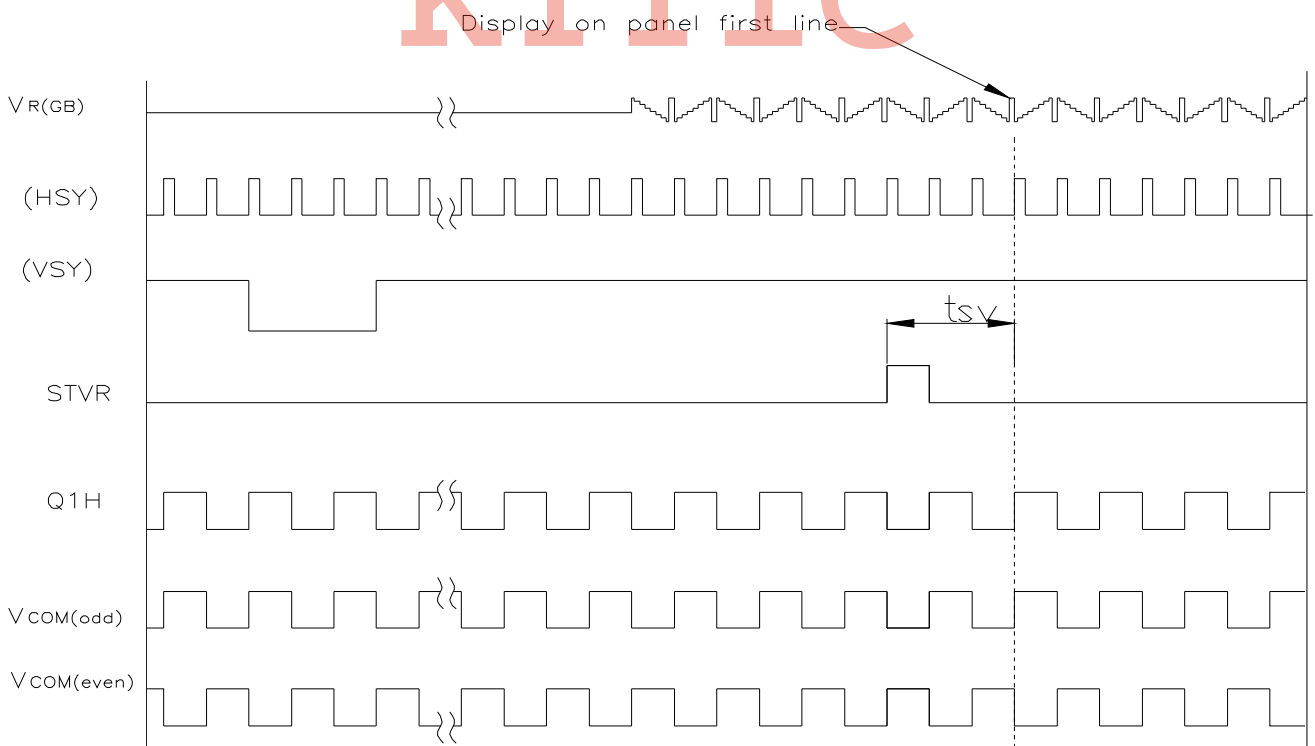 Display on panel first line
VR(GB)
(HSY)
(VSY)
tsv
STVR
Q1H
VCOM(odd)
VCOM(even)